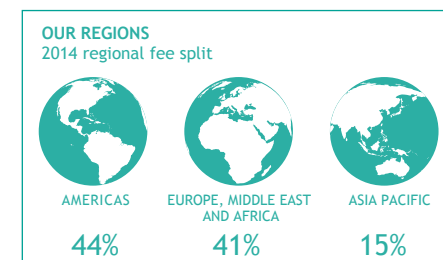 OUR REGIONS
2014 regional fee split
AMERICAS
44%
EUROPE, MIDDLE EAST
AND AFRICA
41%
ASIA PACIFIC
15%